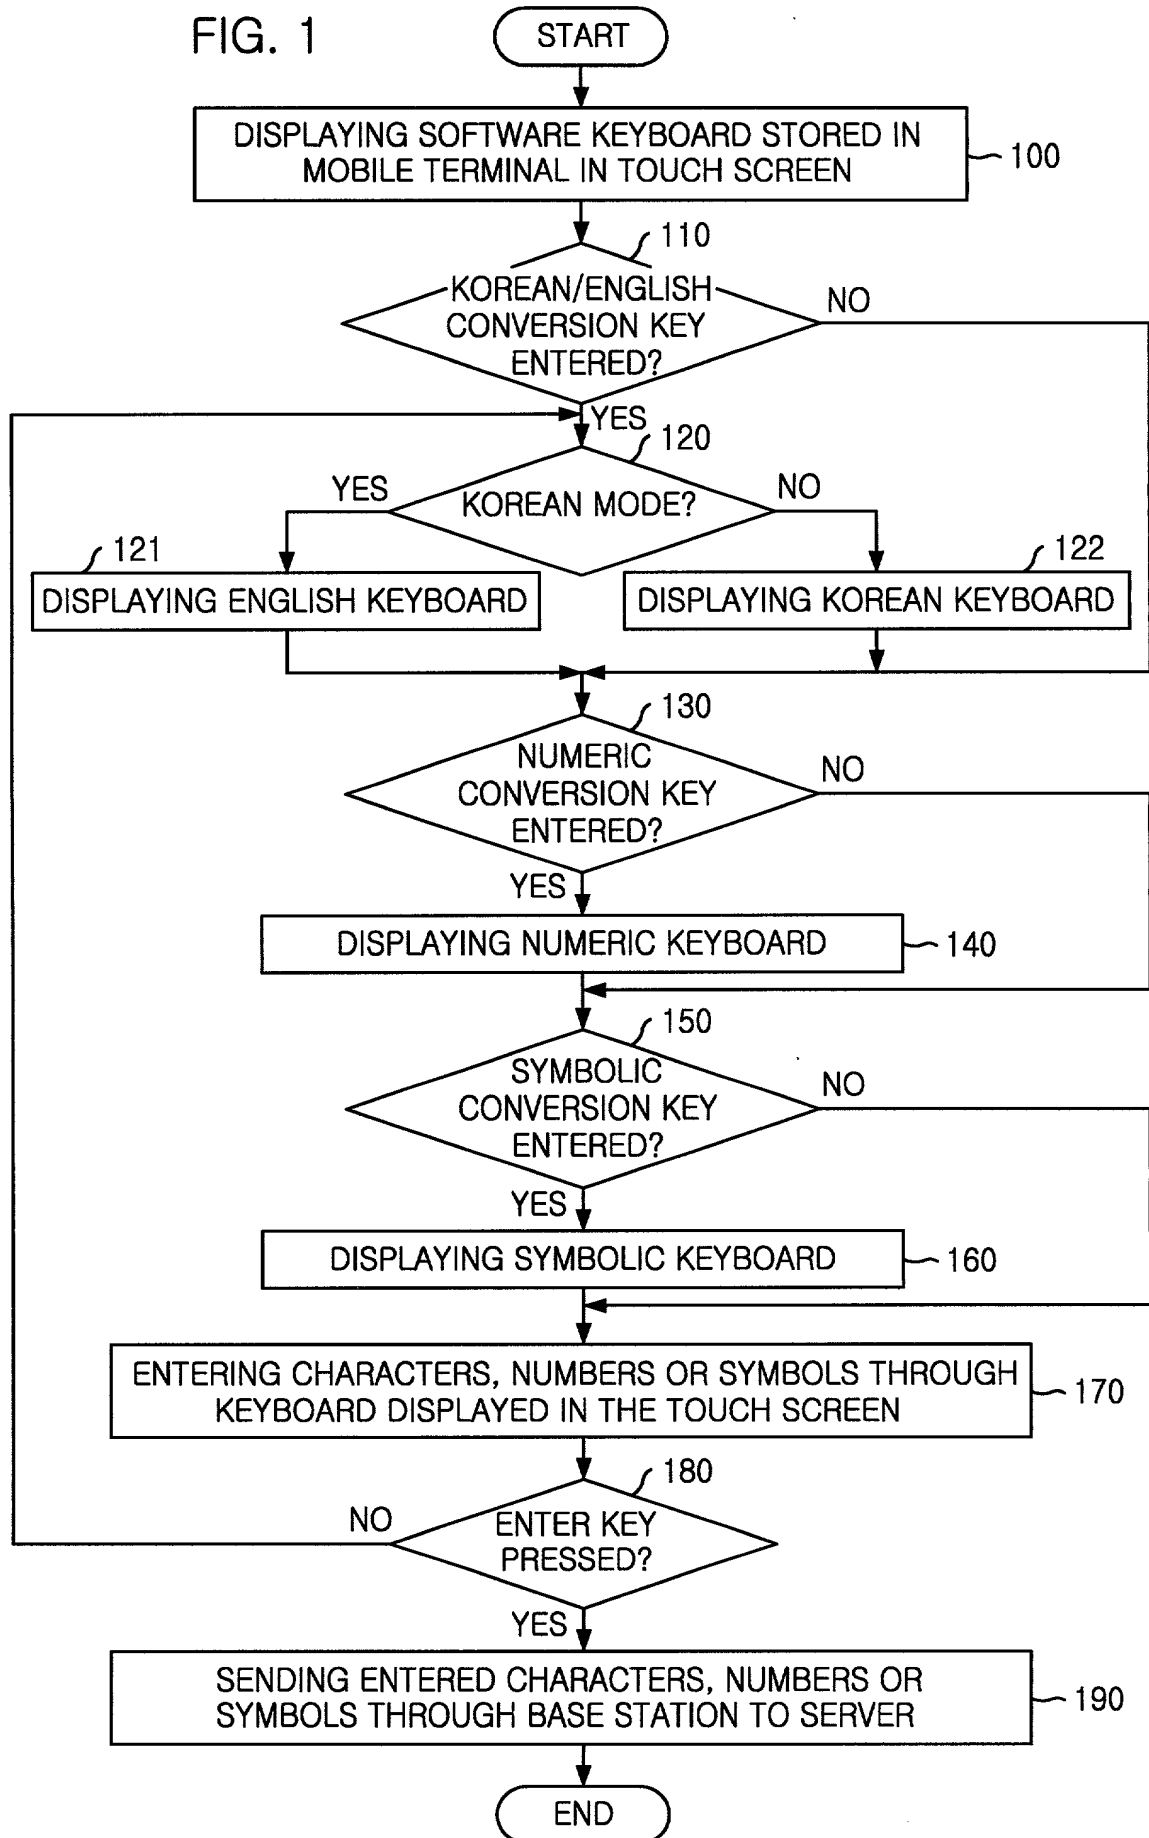 FIG. 1
START
DISPLAYING SOFTWARE KEYBOARD STORED IN
MOBILE TERMINAL IN TOUCH SCREEN
100
110
KOREAN/ENGLISH
CONVERSION KEY
ENTERED?
NO
YES
120
KOREAN MODE?
YES
NO
121
122
DISPLAYING ENGLISH KEYBOARD
DISPLAYING KOREAN KEYBOARD
130
NUMERIC
CONVERSION KEY
ENTERED?
NO
YES
DISPLAYING NUMERIC KEYBOARD
140
150
SYMBOLIC
CONVERSION KEY
ENTERED?
NO
YES
DISPLAYING SYMBOLIC KEYBOARD
160
ENTERING CHARACTERS, NUMBERS OR SYMBOLS THROUGH
KEYBOARD DISPLAYED IN THE TOUCH SCREEN
170
180
ENTER KEY
PRESSED?
NO
YES
SENDING ENTERED CHARACTERS, NUMBERS OR
SYMBOLS THROUGH BASE STATION TO SERVER
190
END